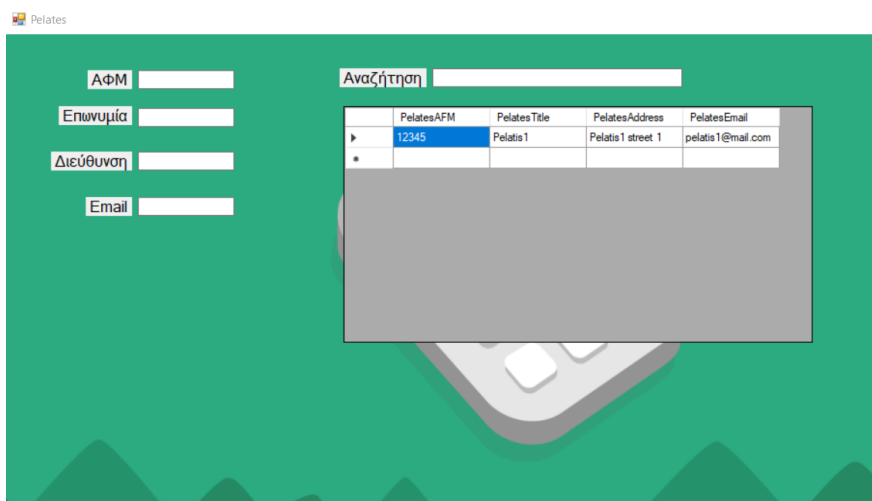 Pelates
ΑΦΜ
Επωνυμία
Διεύθυνση
Email
Αναζήτηση
PelatesAFM PelatesTitle PelatesAddress PelatesEmail
12345 Pelatis1 Pelatis1 street 1 pelatis1@mail.com